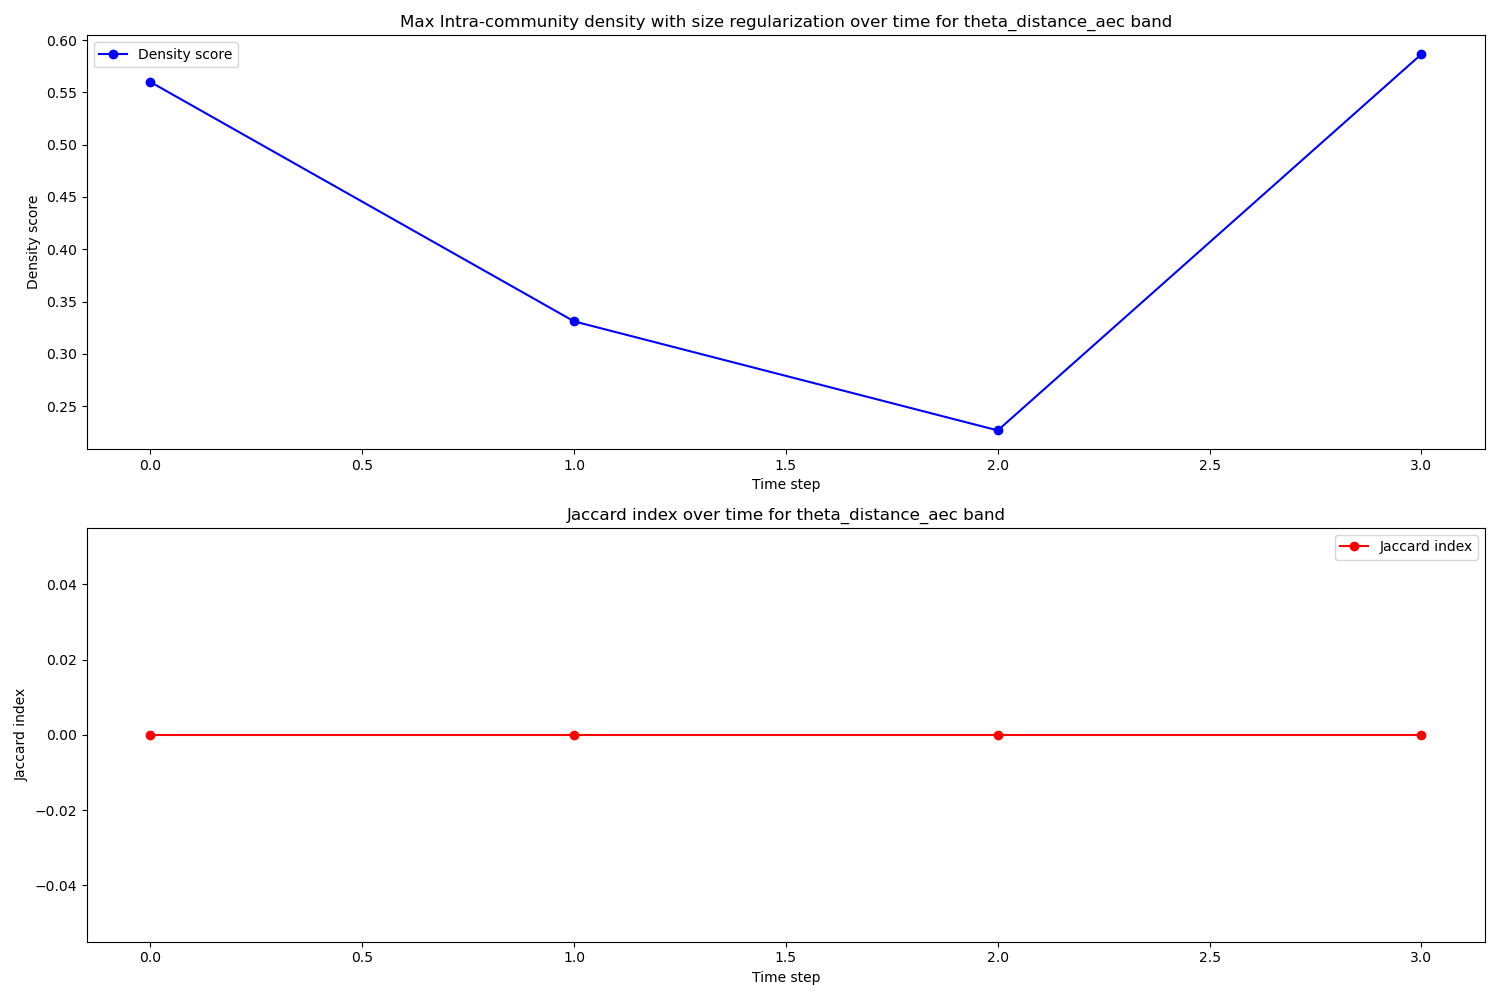 Max Intra-community density with size regularization over time for theta_distance_aec band
Density score
0.60
0.55
0.50
0.45
0.40
0.35
0.30
0.25
Density score
0.0 0.5 1.0 1.5 2.0 2.5 3.0
Time step
Jaccard index over time for theta_distance_aec band
Jaccard index
0.04
0.02
0.00
−0.02
−0.04
Jaccard index
0.0 0.5 1.0 1.5 2.0 2.5 3.0
Time step